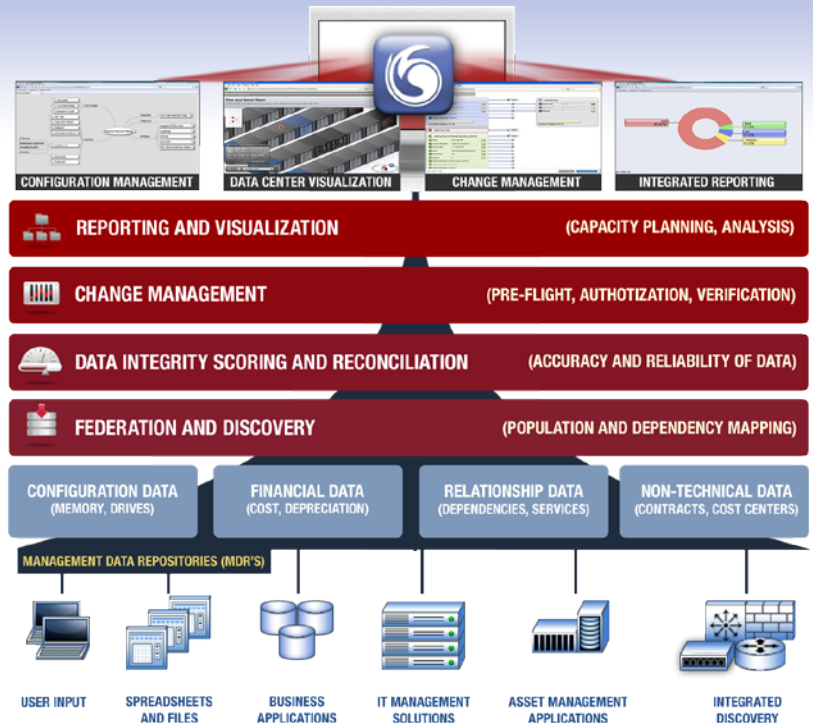 CONFIGURATION MANAGEMENT
DATA CENTER VISUALIZATION
CHANGE MANAGEMENT
INTEGRATED REPORTING
REPORTING AND VISUALIZATION (CAPACITY PLANNING, ANALYSIS)
CHANGE MANAGEMENT (PRE-FLIGHT, AUTHOTIZATION, VERIFICATION)
DATA INTEGRITY SCORING AND RECONCILIATION (ACCURACY AND RELIABILITY OF DATA)
FEDERATION AND DISCOVERY (POPULATION AND DEPENDENCY MAPPING)
CONFIGURATION DATA
(MEMORY, DRIVES)
FINANCIAL DATA
(COST, DEPRECIATION)
RELATIONSHIP DATA
(DEPENDENCIES, SERVICES)
NON-TECHNICAL DATA
(CONTRACTS, COST CENTERS)
MANAGEMENT DATA REPOSITORIES (MDR'S)
USER INPUT
SPREADSHEETS
AND FILES
BUSINESS
APPLICATIONS
IT MANAGEMENT
SOLUTIONS
ASSET MANAGEMENT
APPLICATIONS
INTEGRATED
DISCOVERY